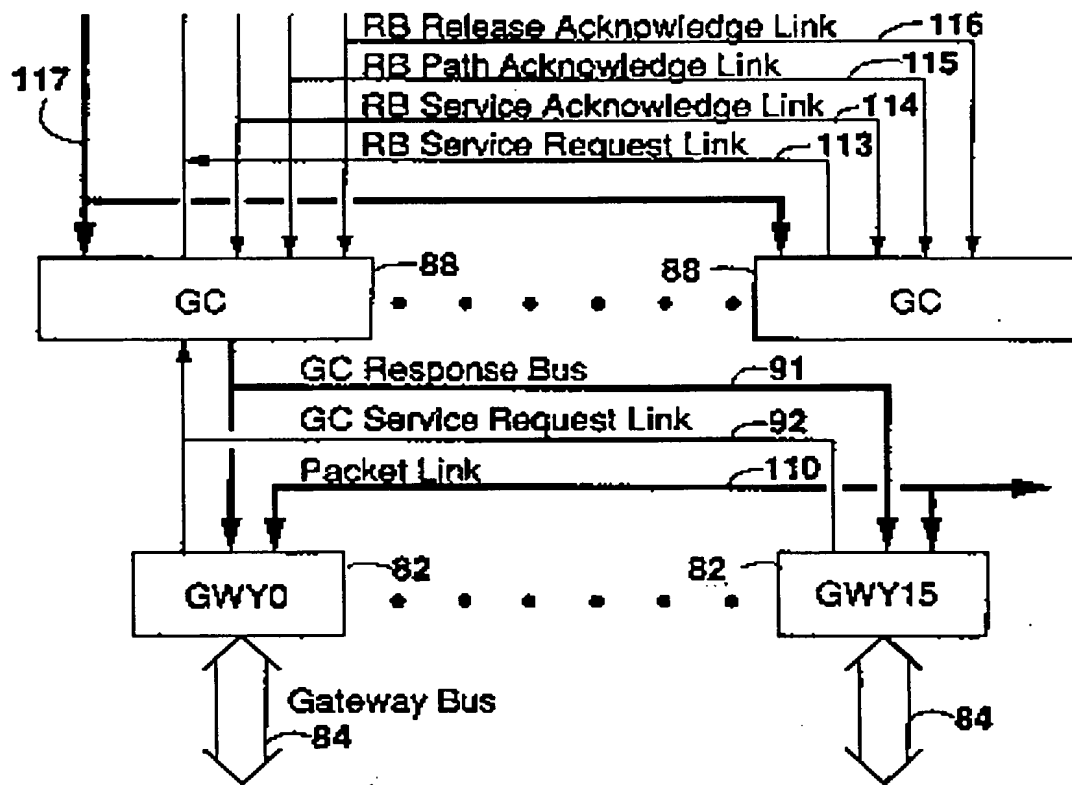 RB Release Acknowledge Link 116
117 RB Path Acknowledge Link 115
RB Service Acknowledge Link 114
RB Service Request Link 113
88 88
GC GC
GC Response Bus 91
GC Service Request Link 92
Packet Link 110
82 82
GWY0 GWY15
Gateway Bus
84 84